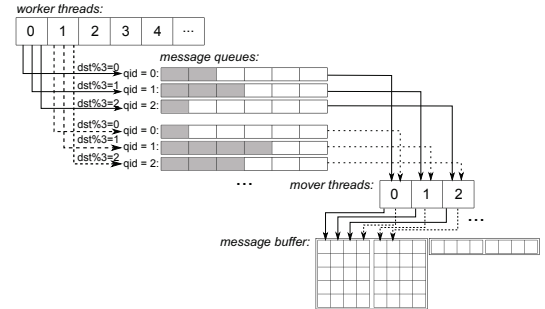 worker threads:
0 1 2 3 4 ...
message queues:
dst%3=0 qid = 0:
dst%3=1 qid = 1:
dst%3=2 qid = 2:
dst%3=0 qid = 0:
dst%3=1 qid = 1:
dst%3=2 qid = 2:
...
mover threads: 0 1 2
...
message buffer: